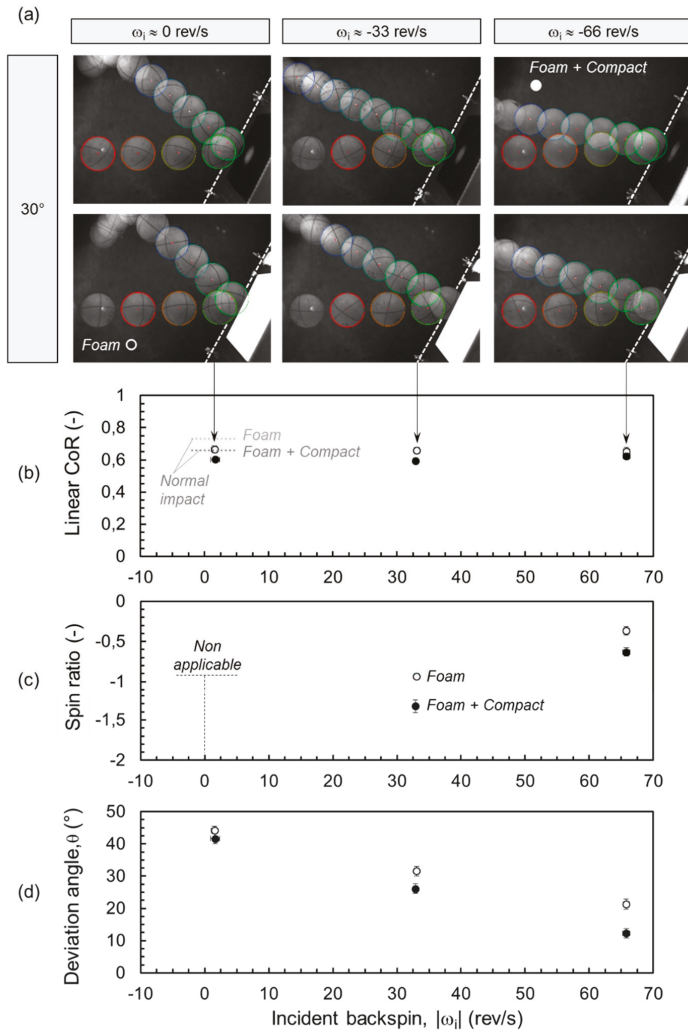 (a)
ωi ≈ 0 rev/s
ωi ≈ -33 rev/s
ωi ≈ -66 rev/s
30°
Foam + Compact
Foam
(b)
Linear CoR (-)
1
0,8
0,6
0,4
0,2
0
Foam
Foam + Compact
Normal
impact
-10 0 10 20 30 40 50 60 70
(c)
Spin ratio (-)
0
-0,5
-1
-1,5
-2
Non
applicable
Foam
Foam + Compact
-10 0 10 20 30 40 50 60 70
(d)
Deviation angle,θ (°)
50
40
30
20
10
0
-10 0 10 20 30 40 50 60 70
Incident backspin, |ωi| (rev/s)